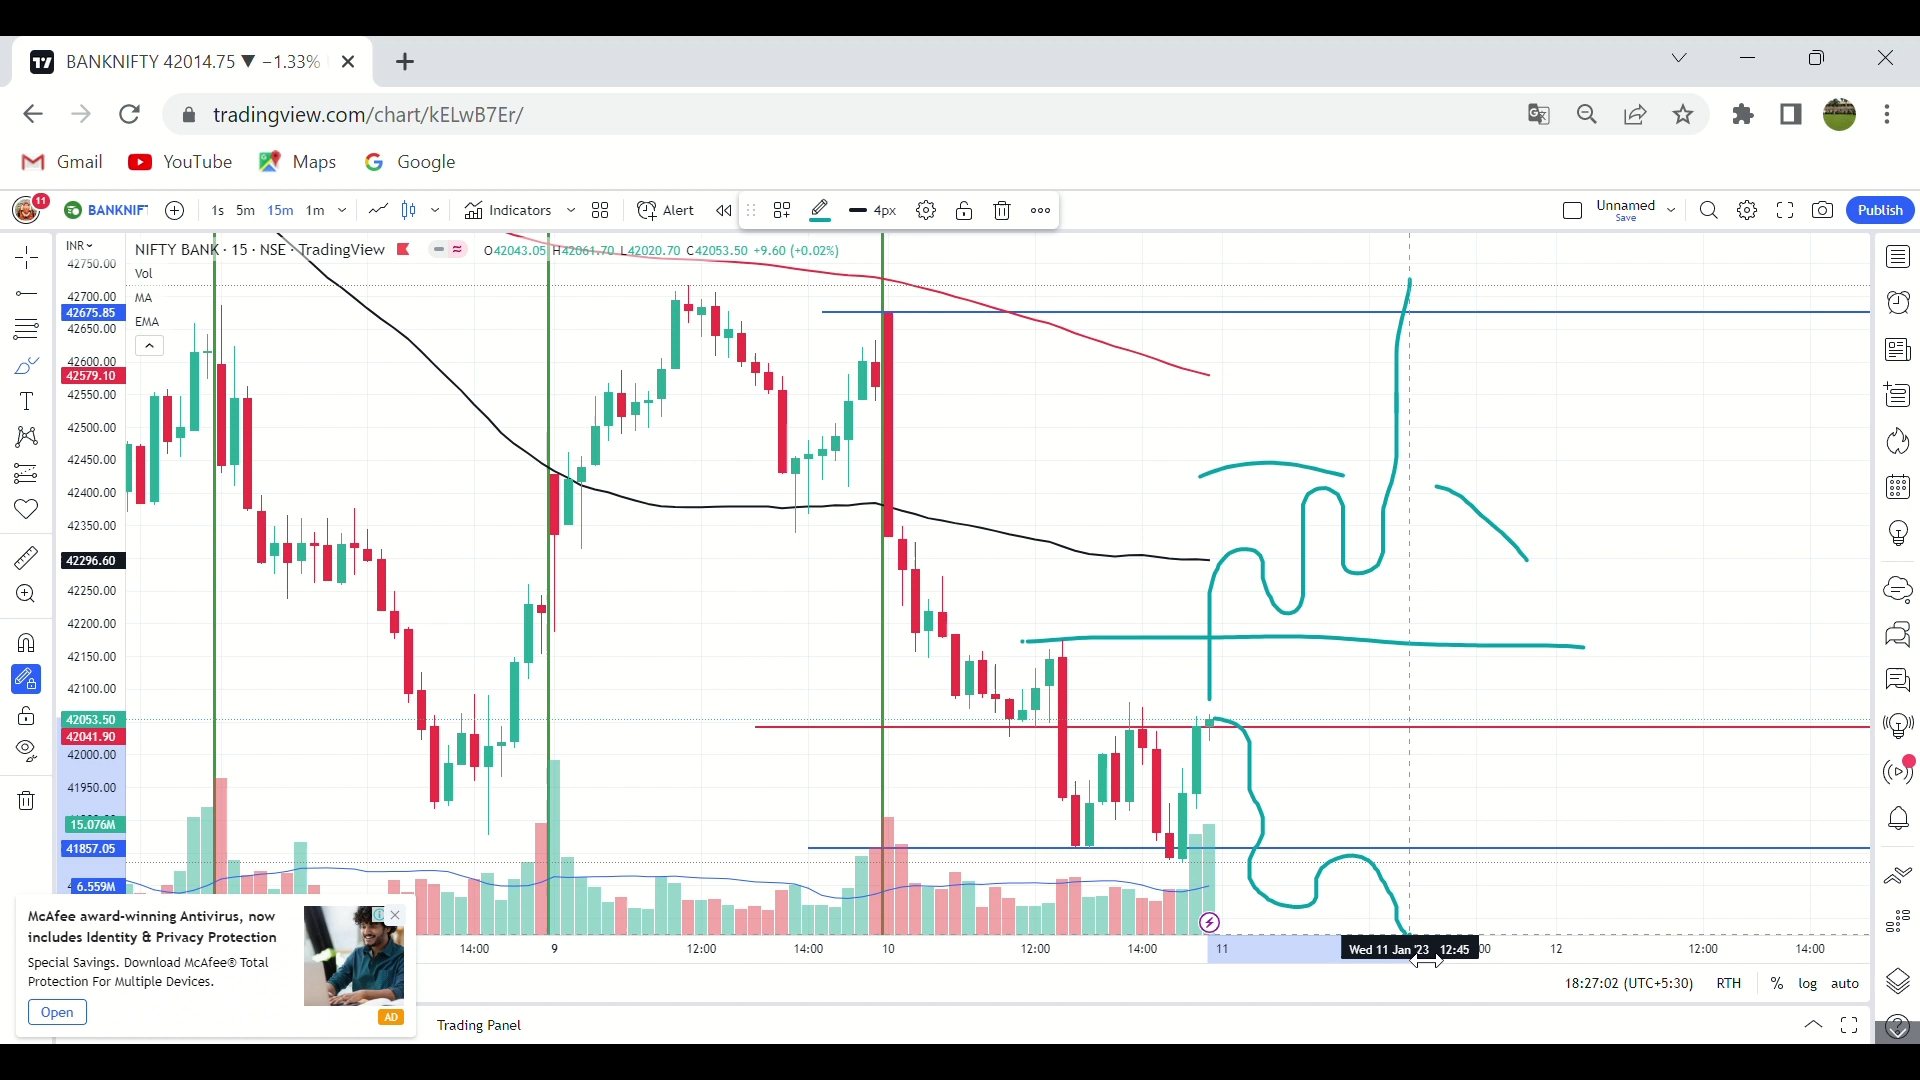 BANKNIFTY 42014.75 ▼ −1.33%
tradingview.com/chart/kELwB7Er/
Gmail YouTube Maps Google
11
BANKNIF 1s 5m 15m 1m Indicators Alert 4px Unnamed Save Publish
INR NIFTY BANK · 15 · NSE · TradingView O42043.05 H42061.70 L42020.70 C42053.50 +9.60 (+0.02%)
Vol
MA
EMA
42750.00
42700.00
42675.85
42650.00
42600.00
42579.10
42550.00
42500.00
42450.00
42400.00
42350.00
42296.60
42250.00
42200.00
42150.00
42100.00
42053.50
42041.90
42000.00
41950.00
15.076M
41857.05
6.559M
14:00 9 12:00 14:00 10 12:00 14:00 11 Wed 11 Jan '23 12:45 12 12:00 14:00
18:27:02 (UTC+5:30) RTH % log auto
McAfee award-winning Antivirus, now
includes Identity & Privacy Protection
Special Savings. Download McAfee® Total
Protection For Multiple Devices.
Open
AD
Trading Panel